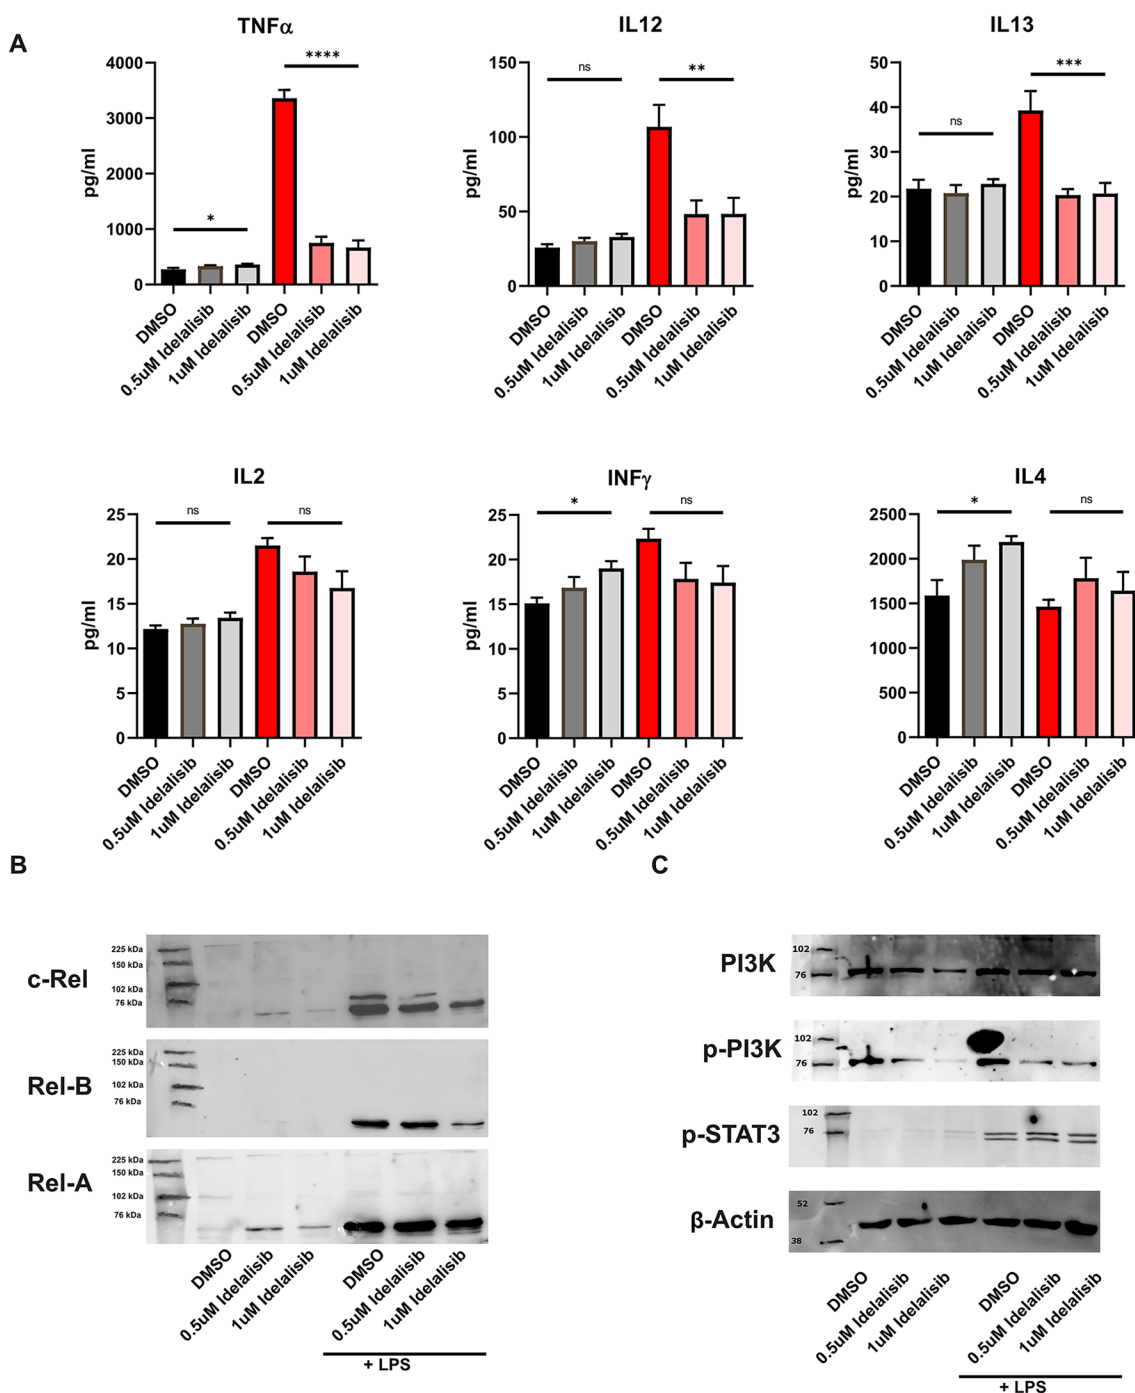 A
TNFα
IL12
IL13
****
ns
**
ns
***
*
pg/ml
4000
3000
2000
1000
0
pg/ml
150
100
50
0
pg/ml
50
40
30
20
10
0
DMSO
0.5uM Idelalisib
1uM Idelalisib
DMSO
0.5uM Idelalisib
1uM Idelalisib
DMSO
0.5uM Idelalisib
1uM Idelalisib
DMSO
0.5uM Idelalisib
1uM Idelalisib
DMSO
0.5uM Idelalisib
1uM Idelalisib
DMSO
0.5uM Idelalisib
1uM Idelalisib
IL2
INFγ
IL4
ns
ns
*
ns
*
ns
pg/ml
25
20
15
10
5
0
pg/ml
25
20
15
10
5
0
2500
2000
1500
1000
500
0
DMSO
0.5uM Idelalisib
1uM Idelalisib
DMSO
0.5uM Idelalisib
1uM Idelalisib
DMSO
0.5uM Idelalisib
1uM Idelalisib
DMSO
0.5uM Idelalisib
1uM Idelalisib
DMSO
0.5uM Idelalisib
1uM Idelalisib
DMSO
0.5uM Idelalisib
1uM Idelalisib
B
c-Rel
225 kDa
150 kDa
102 kDa
76 kDa
Rel-B
225 kDa
150 kDa
102 kDa
76 kDa
Rel-A
225 kDa
150 kDa
102 kDa
76 kDa
DMSO
0.5uM Idelalisib
1uM Idelalisib
DMSO
0.5uM Idelalisib
1uM Idelalisib
+ LPS
C
PI3K
102
76
p-PI3K
102
76
p-STAT3
102
76
β-Actin
52
38
DMSO
0.5uM Idelalisib
1uM Idelalisib
DMSO
0.5uM Idelalisib
1uM Idelalisib
+ LPS